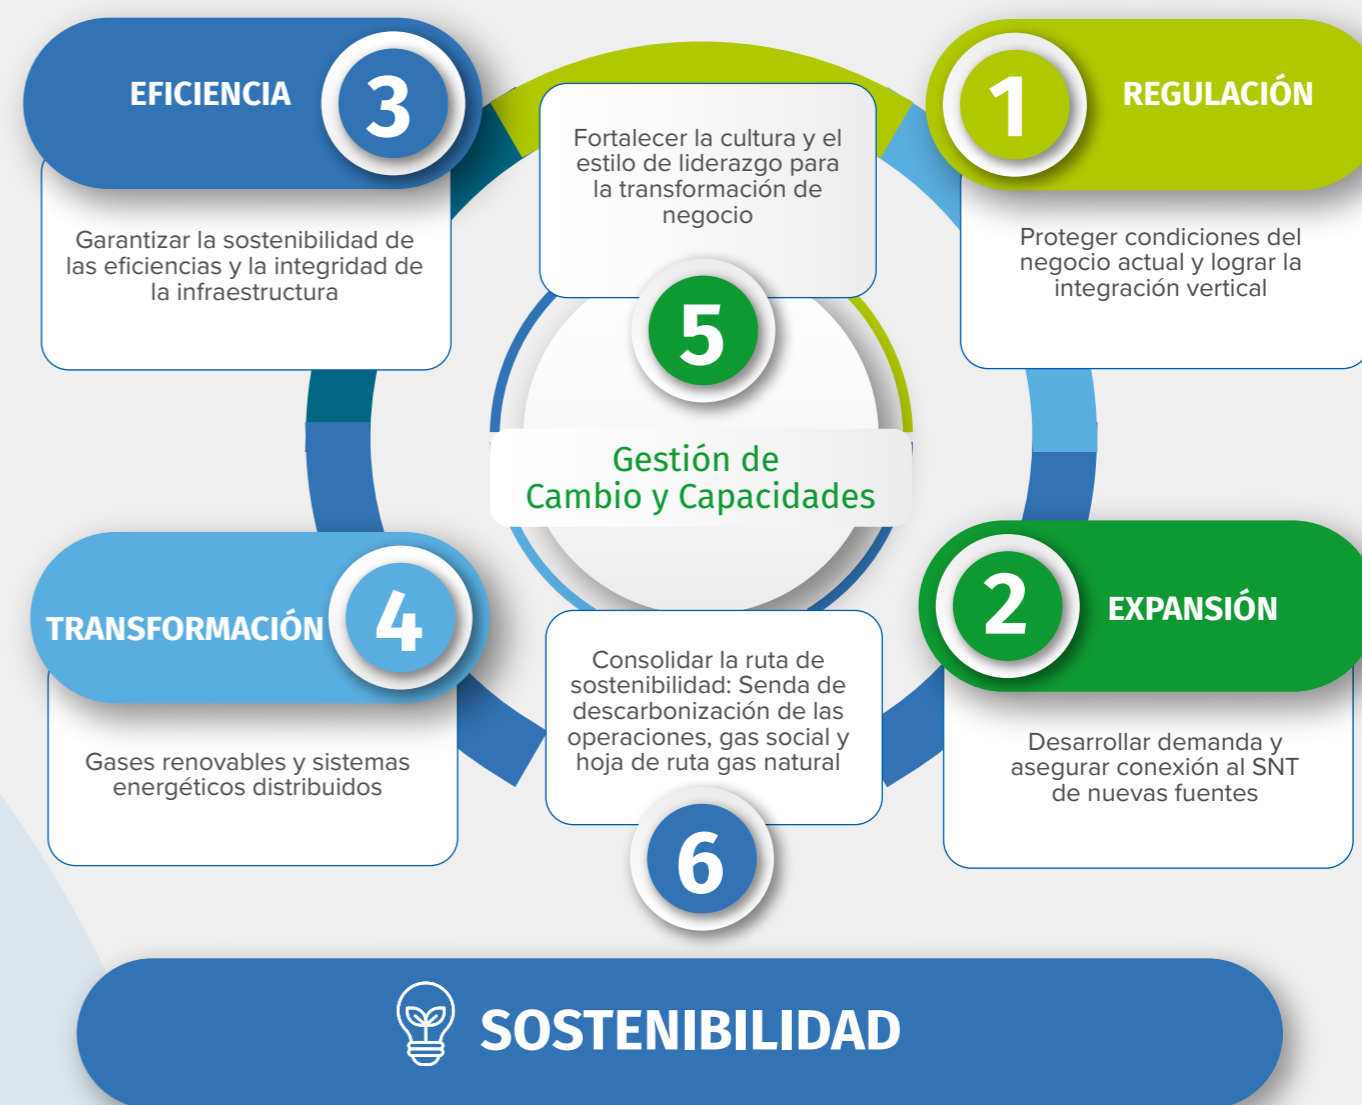 EFICIENCIA
3
Garantizar la sostenibilidad de
las eficiencias y la integridad de
la infraestructura
Fortalecer la cultura y el
estilo de liderazgo para
la transformación de
negocio
5
Gestión de
Cambio y Capacidades
1
REGULACIÓN
Proteger condiciones del
negocio actual y lograr la
integración vertical
TRANSFORMACIÓN
4
Gases renovables y sistemas
energéticos distribuidos
Consolidar la ruta de
sostenibilidad: Senda de
descarbonización de las
operaciones, gas social y
hoja de ruta gas natural
6
2
EXPANSIÓN
Desarrollar demanda y
asegurar conexión al SNT
de nuevas fuentes
SOSTENIBILIDAD